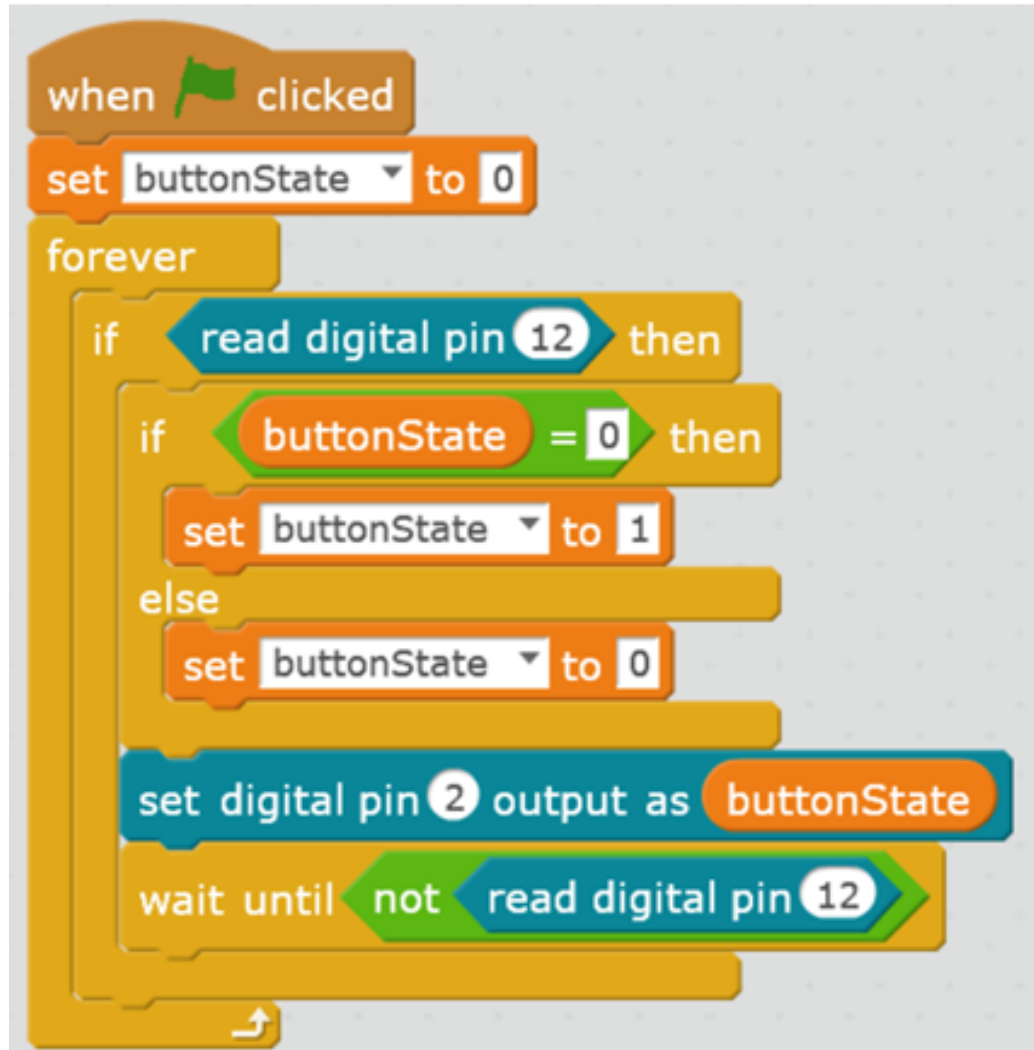 when clicked
set buttonState to 0
forever
if read digital pin 12 then
if buttonState = 0 then
set buttonState to 1
else
set buttonState to 0
set digital pin 2 output as buttonState
wait until not read digital pin 12